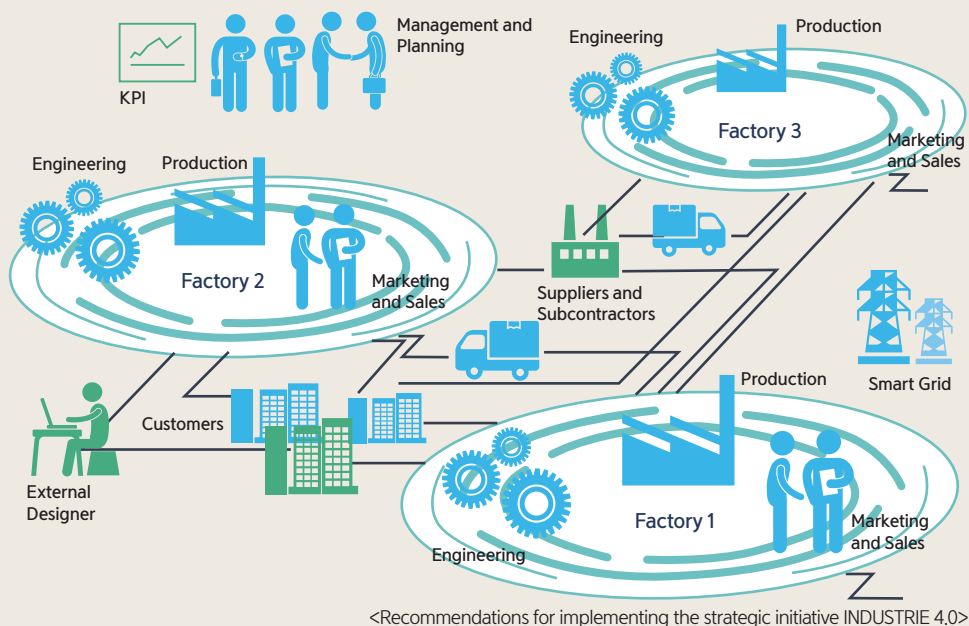 Management and
Planning
KPI
Engineering
Production
Factory 3
Marketing
and Sales
Engineering
Production
Factory 2
Marketing
and Sales
Suppliers and
Subcontractors
Smart Grid
Customers
External
Designer
Production
Factory 1
Engineering
Marketing
and Sales
<Recommendations for implementing the strategic initiative INDUSTRIE 4.0>